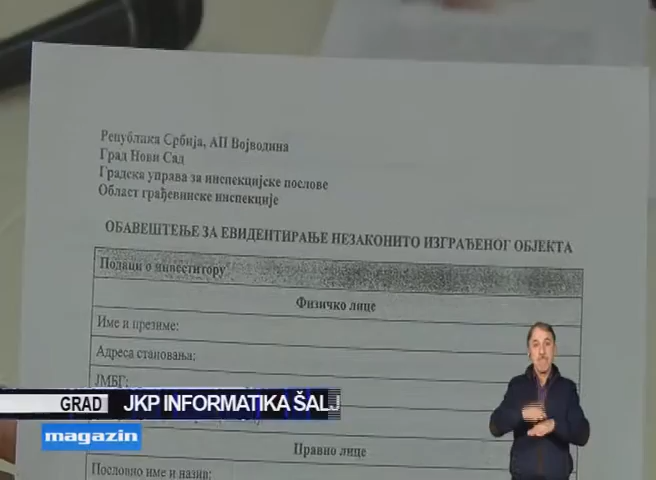 Република Србија, АП Војводина
Град Нови Сад
Градска управа за инспекцијске послове
Област грађевинске инспекције
ОБАВЕШТЕЊЕ ЗА ЕВИДЕНТИРАЊЕ НЕЗАКОНИТО ИЗГРАЂЕНОГ ОБЈЕКТА
Подаци о инвеститору
Физичко лице
Име и презиме:
Адреса становања:
ЈМБГ:
GRAD JKP INFORMATIKA ŠALJ
magazin
Правно лице
Пословно име и назив: